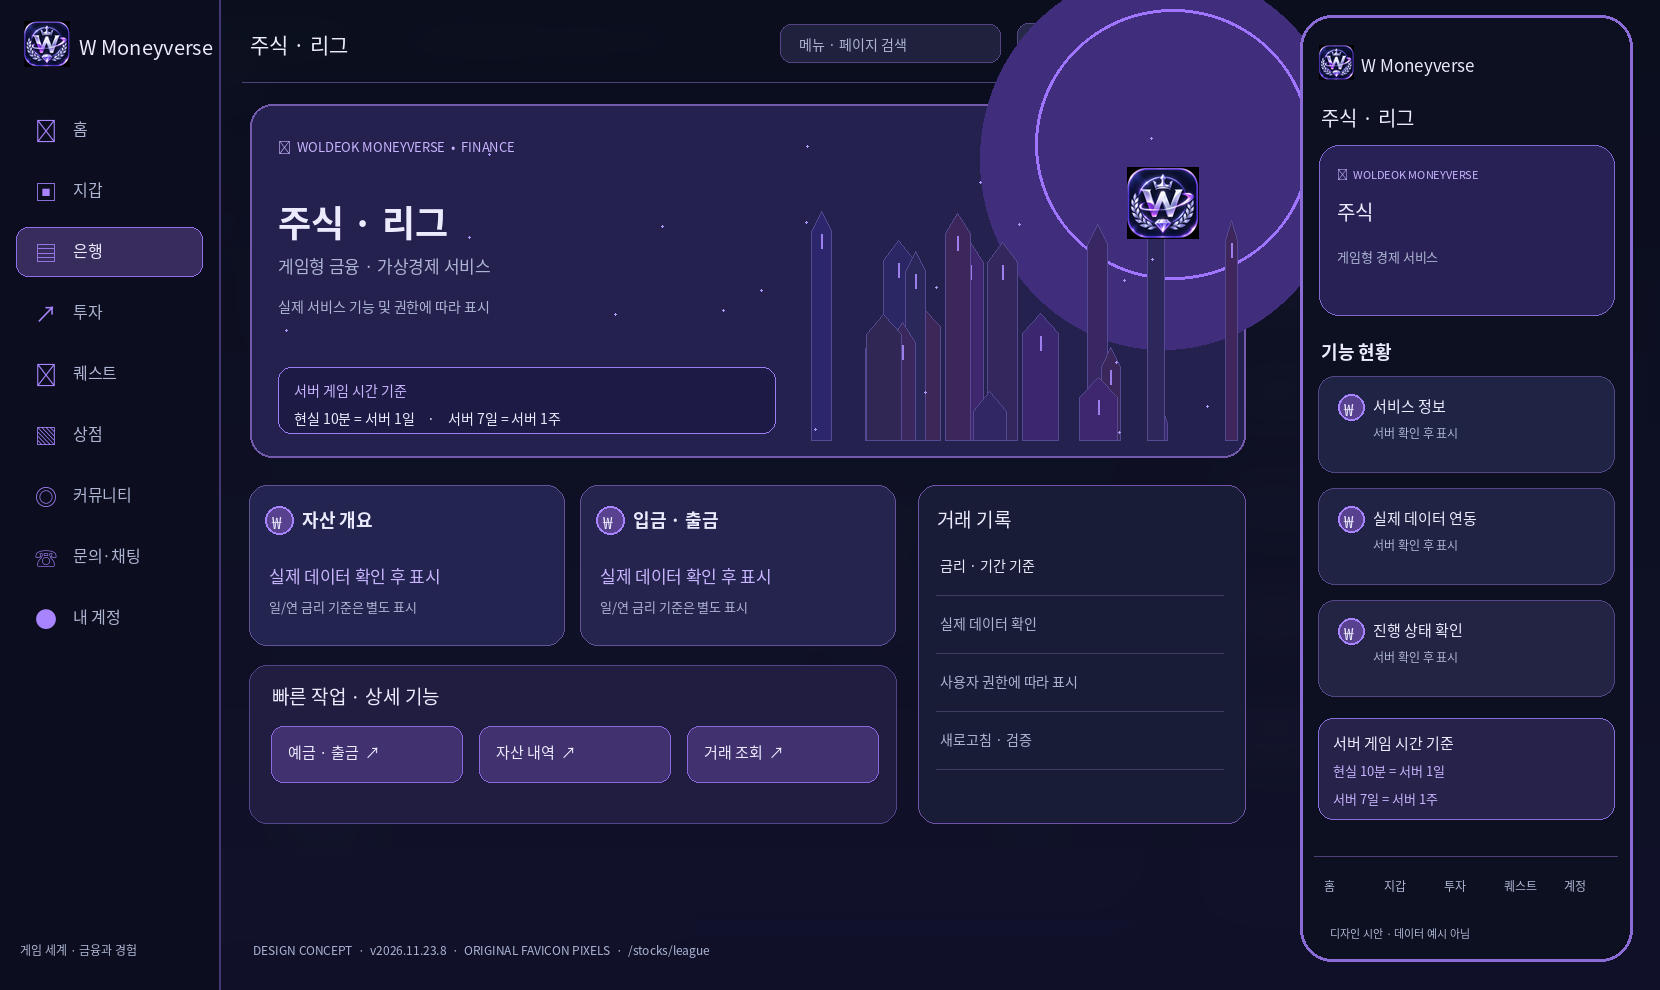 W Moneyverse
홈
지갑
은행
투자
퀘스트
상점
커뮤니티
문의·채팅
내 계정
게임 세계 · 금융과 경험
주식 · 리그
메뉴 · 페이지 검색
WOLDEOK MONEYVERSE • FINANCE
주식 · 리그
게임형 금융 · 가상경제 서비스
실제 서비스 기능 및 권한에 따라 표시
서버 게임 시간 기준
현실 10분 = 서버 1일 · 서버 7일 = 서버 1주
₩ 자산 개요
실제 데이터 확인 후 표시
일/연 금리 기준은 별도 표시
₩ 입금 · 출금
실제 데이터 확인 후 표시
일/연 금리 기준은 별도 표시
거래 기록
금리 · 기간 기준
실제 데이터 확인
사용자 권한에 따라 표시
새로고침 · 검증
빠른 작업 · 상세 기능
예금 · 출금 ↗
자산 내역 ↗
거래 조회 ↗
DESIGN CONCEPT · v2026.11.23.8 · ORIGINAL FAVICON PIXELS · /stocks/league
W Moneyverse
주식 · 리그
WOLDEOK MONEYVERSE
주식
게임형 경제 서비스
기능 현황
₩ 서비스 정보
서버 확인 후 표시
₩ 실제 데이터 연동
서버 확인 후 표시
₩ 진행 상태 확인
서버 확인 후 표시
서버 게임 시간 기준
현실 10분 = 서버 1일
서버 7일 = 서버 1주
홈 지갑 투자 퀘스트 계정
디자인 시안 · 데이터 예시 아님